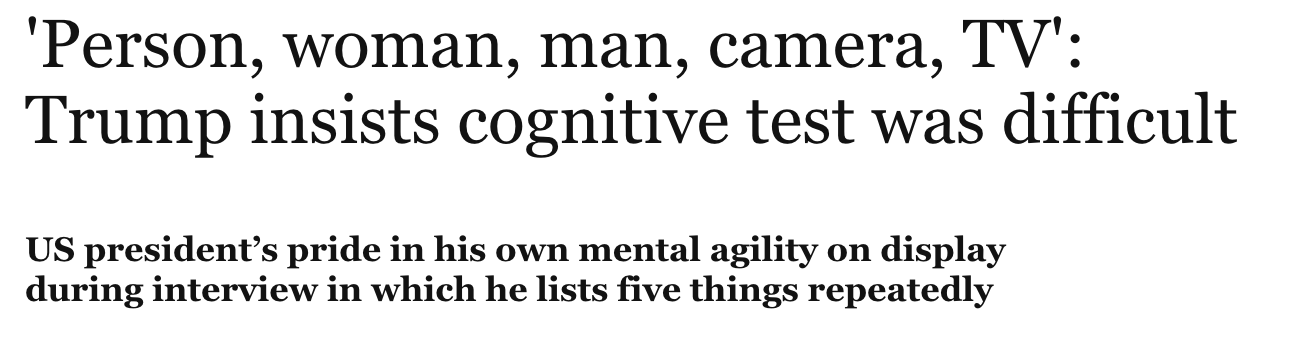 'Person, woman, man, camera, TV':
Trump insists cognitive test was difficult
US president’s pride in his own mental agility on display
during interview in which he lists five things repeatedly